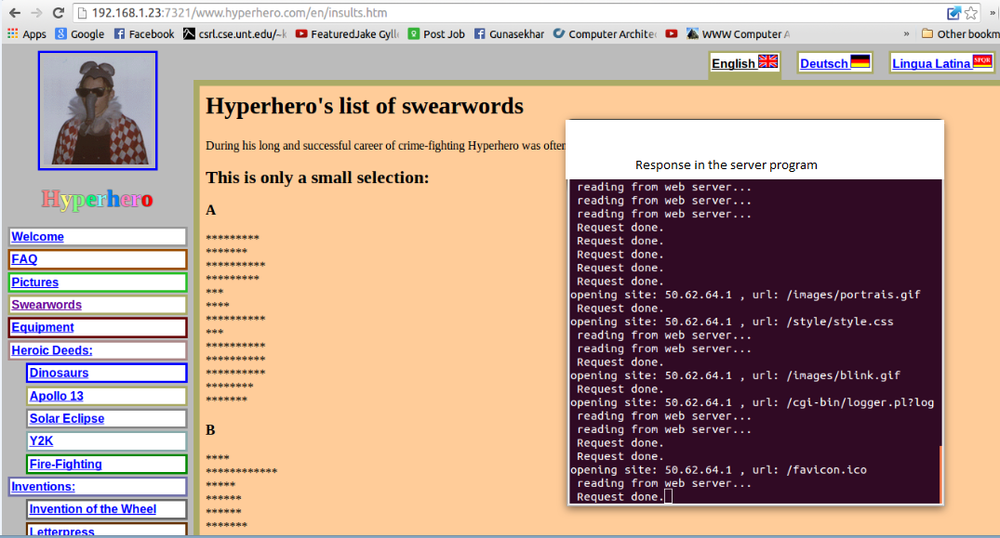 192.168.1.23:7321/www.hyperhero.com/en/insults.htm
Apps Google Facebook csrl.cse.unt.edu/~k FeaturedJake Gylle Post Job Gunasekhar Computer Architec WWW Computer A » Other bookm
English Deutsch Lingua Latina SPQR
Hyperhero
Welcome
FAQ
Pictures
Swearwords
Equipment
Heroic Deeds:
Dinosaurs
Apollo 13
Solar Eclipse
Y2K
Fire-Fighting
Inventions:
Invention of the Wheel
Letterpress
Hyperhero's list of swearwords
During his long and successful career of crime-fighting Hyperhero was often
This is only a small selection:
A
*********
*******
**********
*********
***
****
**********
***
**********
**********
**********
********
*******
B
****
************
*****
******
******
*******
Response in the server program
reading from web server...
reading from web server...
reading from web server...
Request done.
Request done.
Request done.
Request done.
Request done.
opening site: 50.62.64.1 , url: /images/portrais.gif
Request done.
opening site: 50.62.64.1 , url: /style/style.css
reading from web server...
reading from web server...
Request done.
opening site: 50.62.64.1 , url: /images/blink.gif
Request done.
opening site: 50.62.64.1 , url: /cgi-bin/logger.pl?log
reading from web server...
reading from web server...
Request done.
Request done.
opening site: 50.62.64.1 , url: /favicon.ico
reading from web server...
Request done.